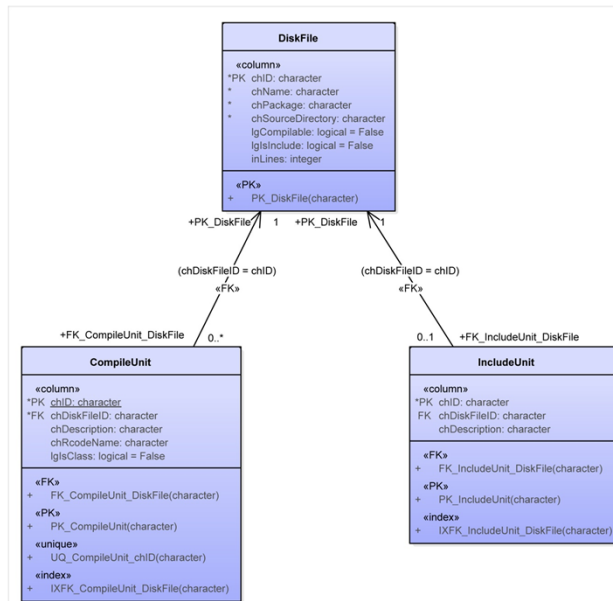 DiskFile
«column»
*PK chID: character
* chName: character
* chPackage: character
* chSourceDirectory: character
lgCompilable: logical = False
lgIsInclude: logical = False
inLines: integer
«PK»
+ PK_DiskFile(character)
+PK_DiskFile 1 +PK_DiskFile 1
(chDiskFileID = chID) (chDiskFileID = chID)
«FK» «FK»
+FK_CompileUnit_DiskFile 0..* 0..1 +FK_IncludeUnit_DiskFile
CompileUnit
«column»
*PK chID: character
*FK chDiskFileID: character
chDescription: character
chRcodeName: character
lgIsClass: logical = False
«FK»
+ FK_CompileUnit_DiskFile(character)
«PK»
+ PK_CompileUnit(character)
«unique»
+ UQ_CompileUnit_chID(character)
«index»
+ IXFK_CompileUnit_DiskFile(character)
IncludeUnit
«column»
*PK chID: character
FK chDiskFileID: character
chDescription: character
«FK»
+ FK_IncludeUnit_DiskFile(character)
«PK»
+ PK_IncludeUnit(character)
«index»
+ IXFK_IncludeUnit_DiskFile(character)